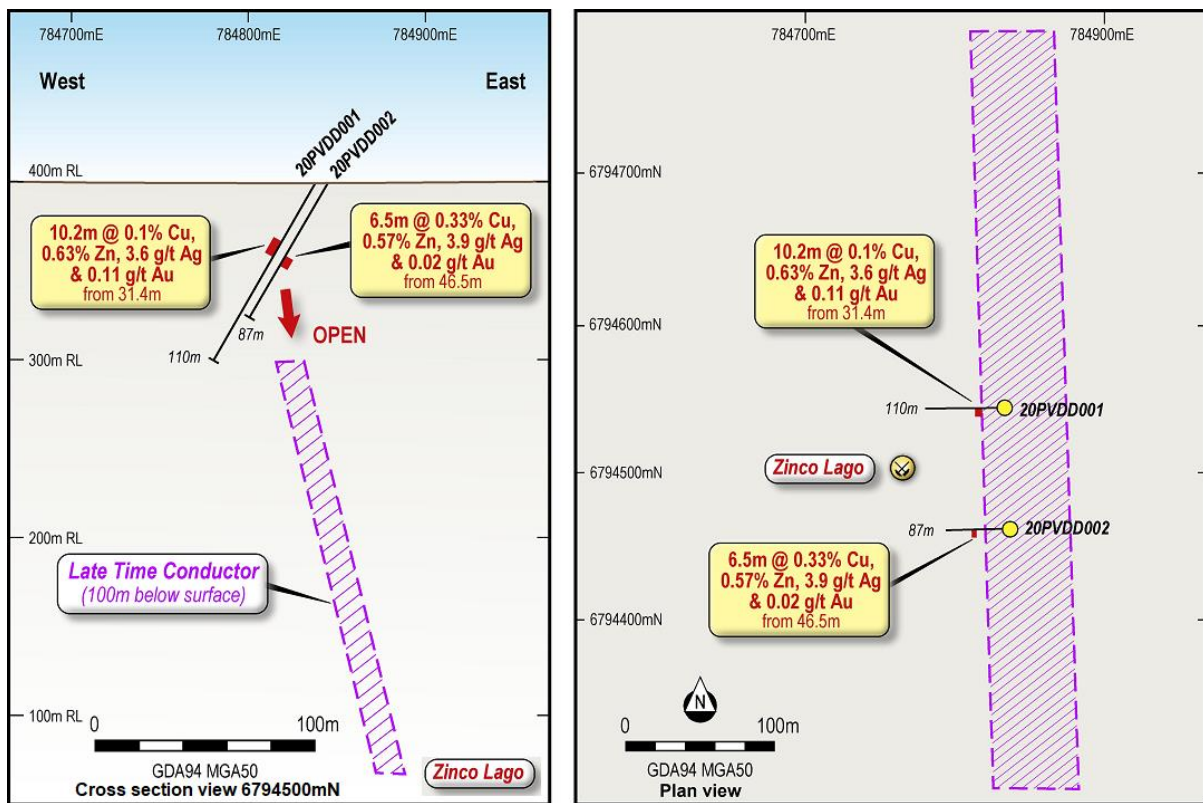 784700mE
784800mE
784900mE
West
East
20PVDD001
20PVDD002
400m RL
10.2m @ 0.1% Cu,
0.63% Zn, 3.6 g/t Ag
& 0.11 g/t Au
from 31.4m
6.5m @ 0.33% Cu,
0.57% Zn, 3.9 g/t Ag
& 0.02 g/t Au
from 46.5m
87m
OPEN
110m
300m RL
200m RL
Late Time Conductor
(100m below surface)
100m RL
0
100m
GDA94 MGA50
Cross section view 6794500mN
Zinco Lago
784700mE
784900mE
6794700mN
10.2m @ 0.1% Cu,
0.63% Zn, 3.6 g/t Ag
& 0.11 g/t Au
from 31.4m
6794600mN
110m
20PVDD001
Zinco Lago
6794500mN
87m
20PVDD002
6.5m @ 0.33% Cu,
0.57% Zn, 3.9 g/t Ag
& 0.02 g/t Au
from 46.5m
6794400mN
N
0
100m
GDA94 MGA50
Plan view